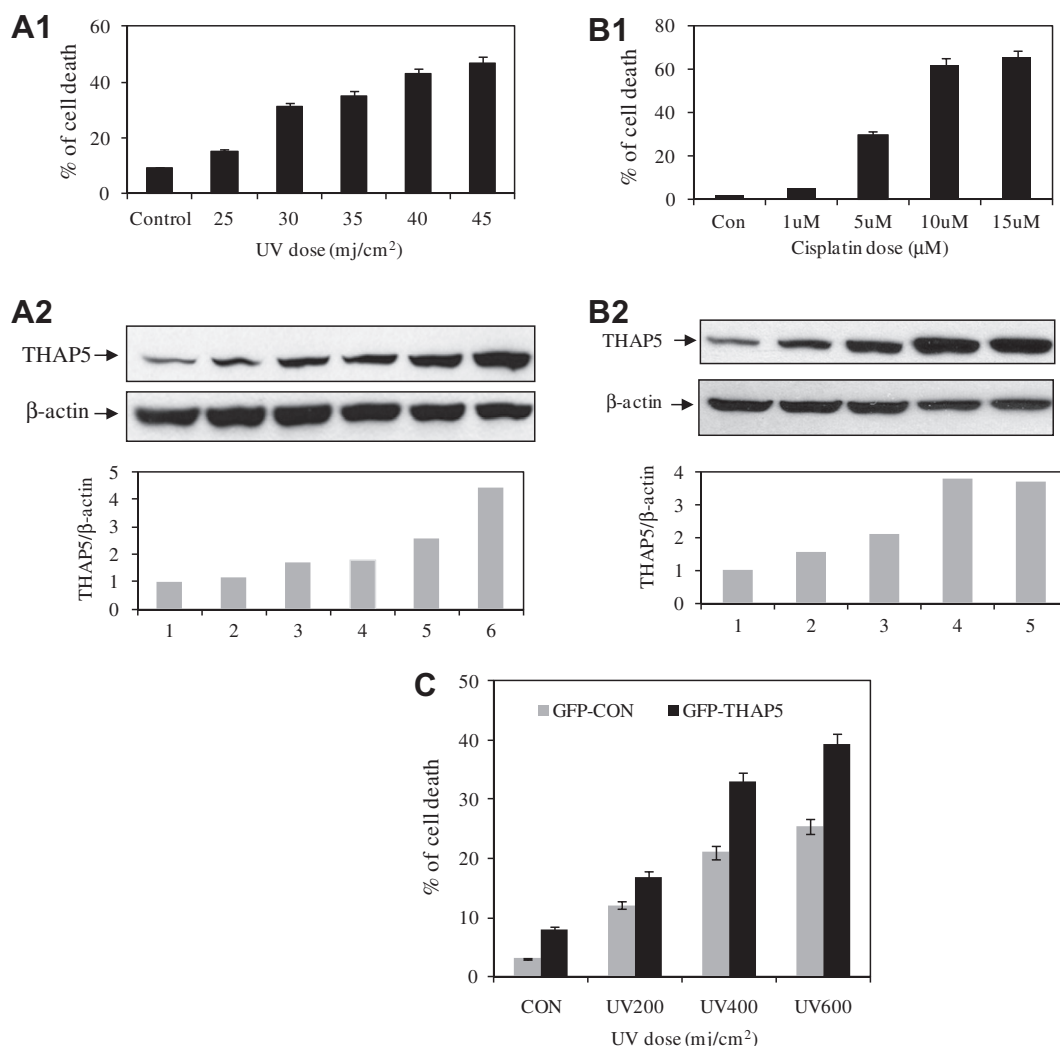 A1
60
40
20
0
% of cell death
Control 25 30 35 40 45
UV dose (mj/cm²)
B1
80
60
40
20
0
% of cell death
Con 1uM 5uM 10uM 15uM
Cisplatin dose (μM)
A2
THAP5
β-actin
5
4
3
2
1
0
THAP5/β-actin
1 2 3 4 5 6
B2
THAP5
β-actin
4
3
2
1
0
THAP5/β-actin
1 2 3 4 5
C
50
40
30
20
10
0
% of cell death
GFP-CON GFP-THAP5
CON UV200 UV400 UV600
UV dose (mj/cm²)